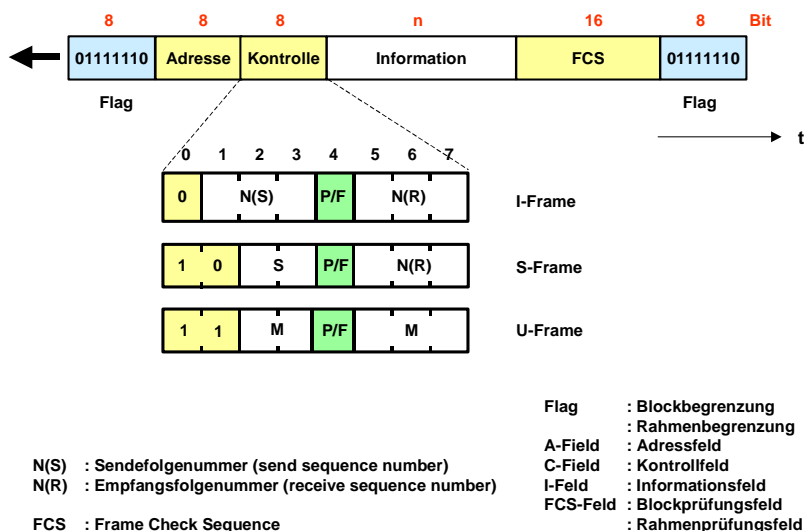 8 8 8 n 16 8 Bit
01111110 Adresse Kontrolle Information FCS 01111110
Flag Flag
t
0 1 2 3 4 5 6 7
0 N(S) P/F N(R) I-Frame
1 0 S P/F N(R) S-Frame
1 1 M P/F M U-Frame
Flag : Blockbegrenzung
: Rahmenbegrenzung
A-Field : Adressfeld
C-Field : Kontrollfeld
I-Feld : Informationsfeld
FCS-Feld : Blockprüfungsfeld
: Rahmenprüfungsfeld
N(S) : Sendefolgenummer (send sequence number)
N(R) : Empfangsfolgenummer (receive sequence number)
FCS : Frame Check Sequence